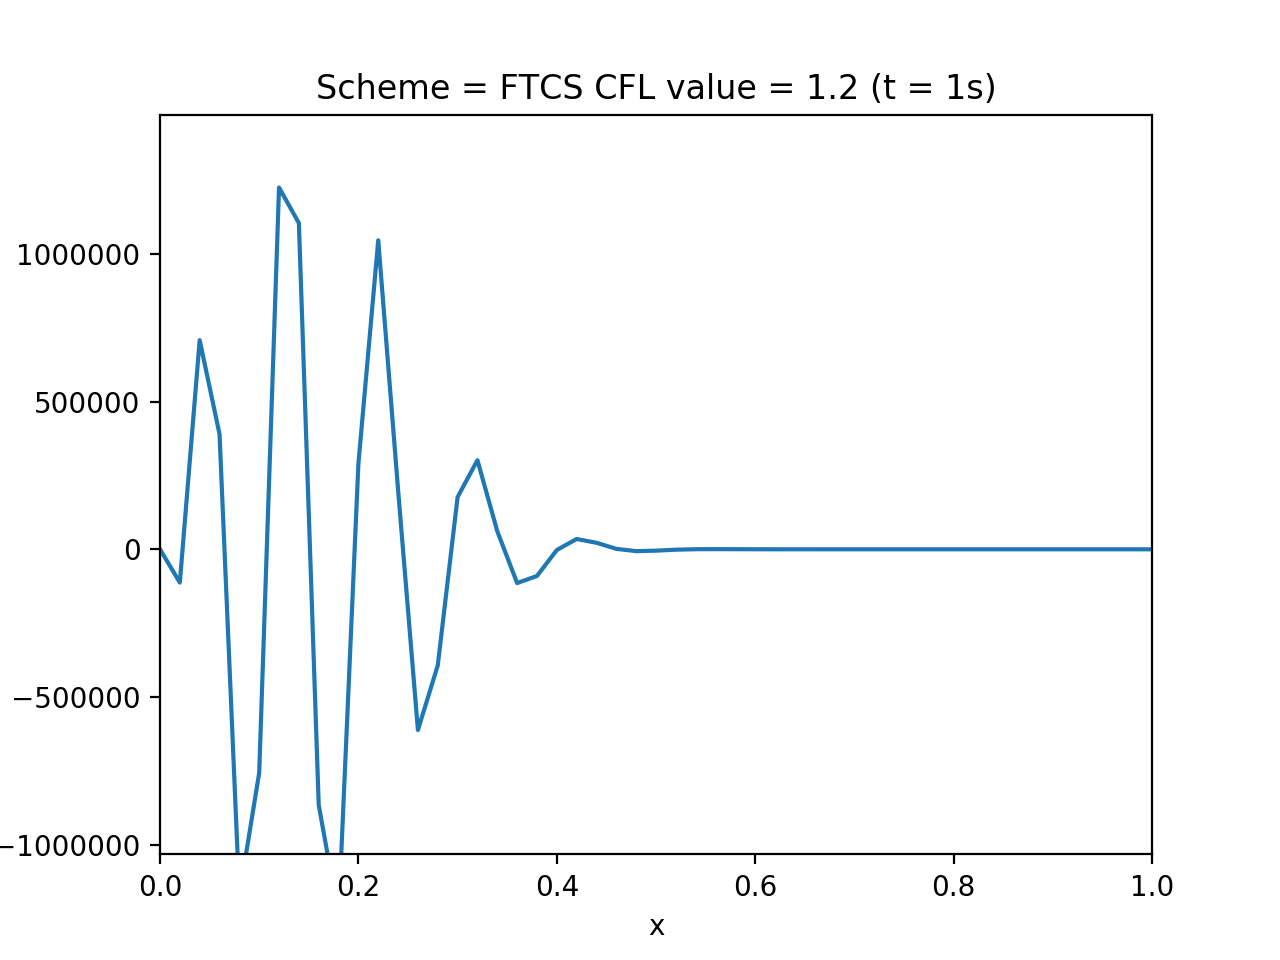 Scheme = FTCS CFL value = 1.2 (t = 1s)
1000000
500000
0
−500000
−1000000
0.0 0.2 0.4 0.6 0.8 1.0
x